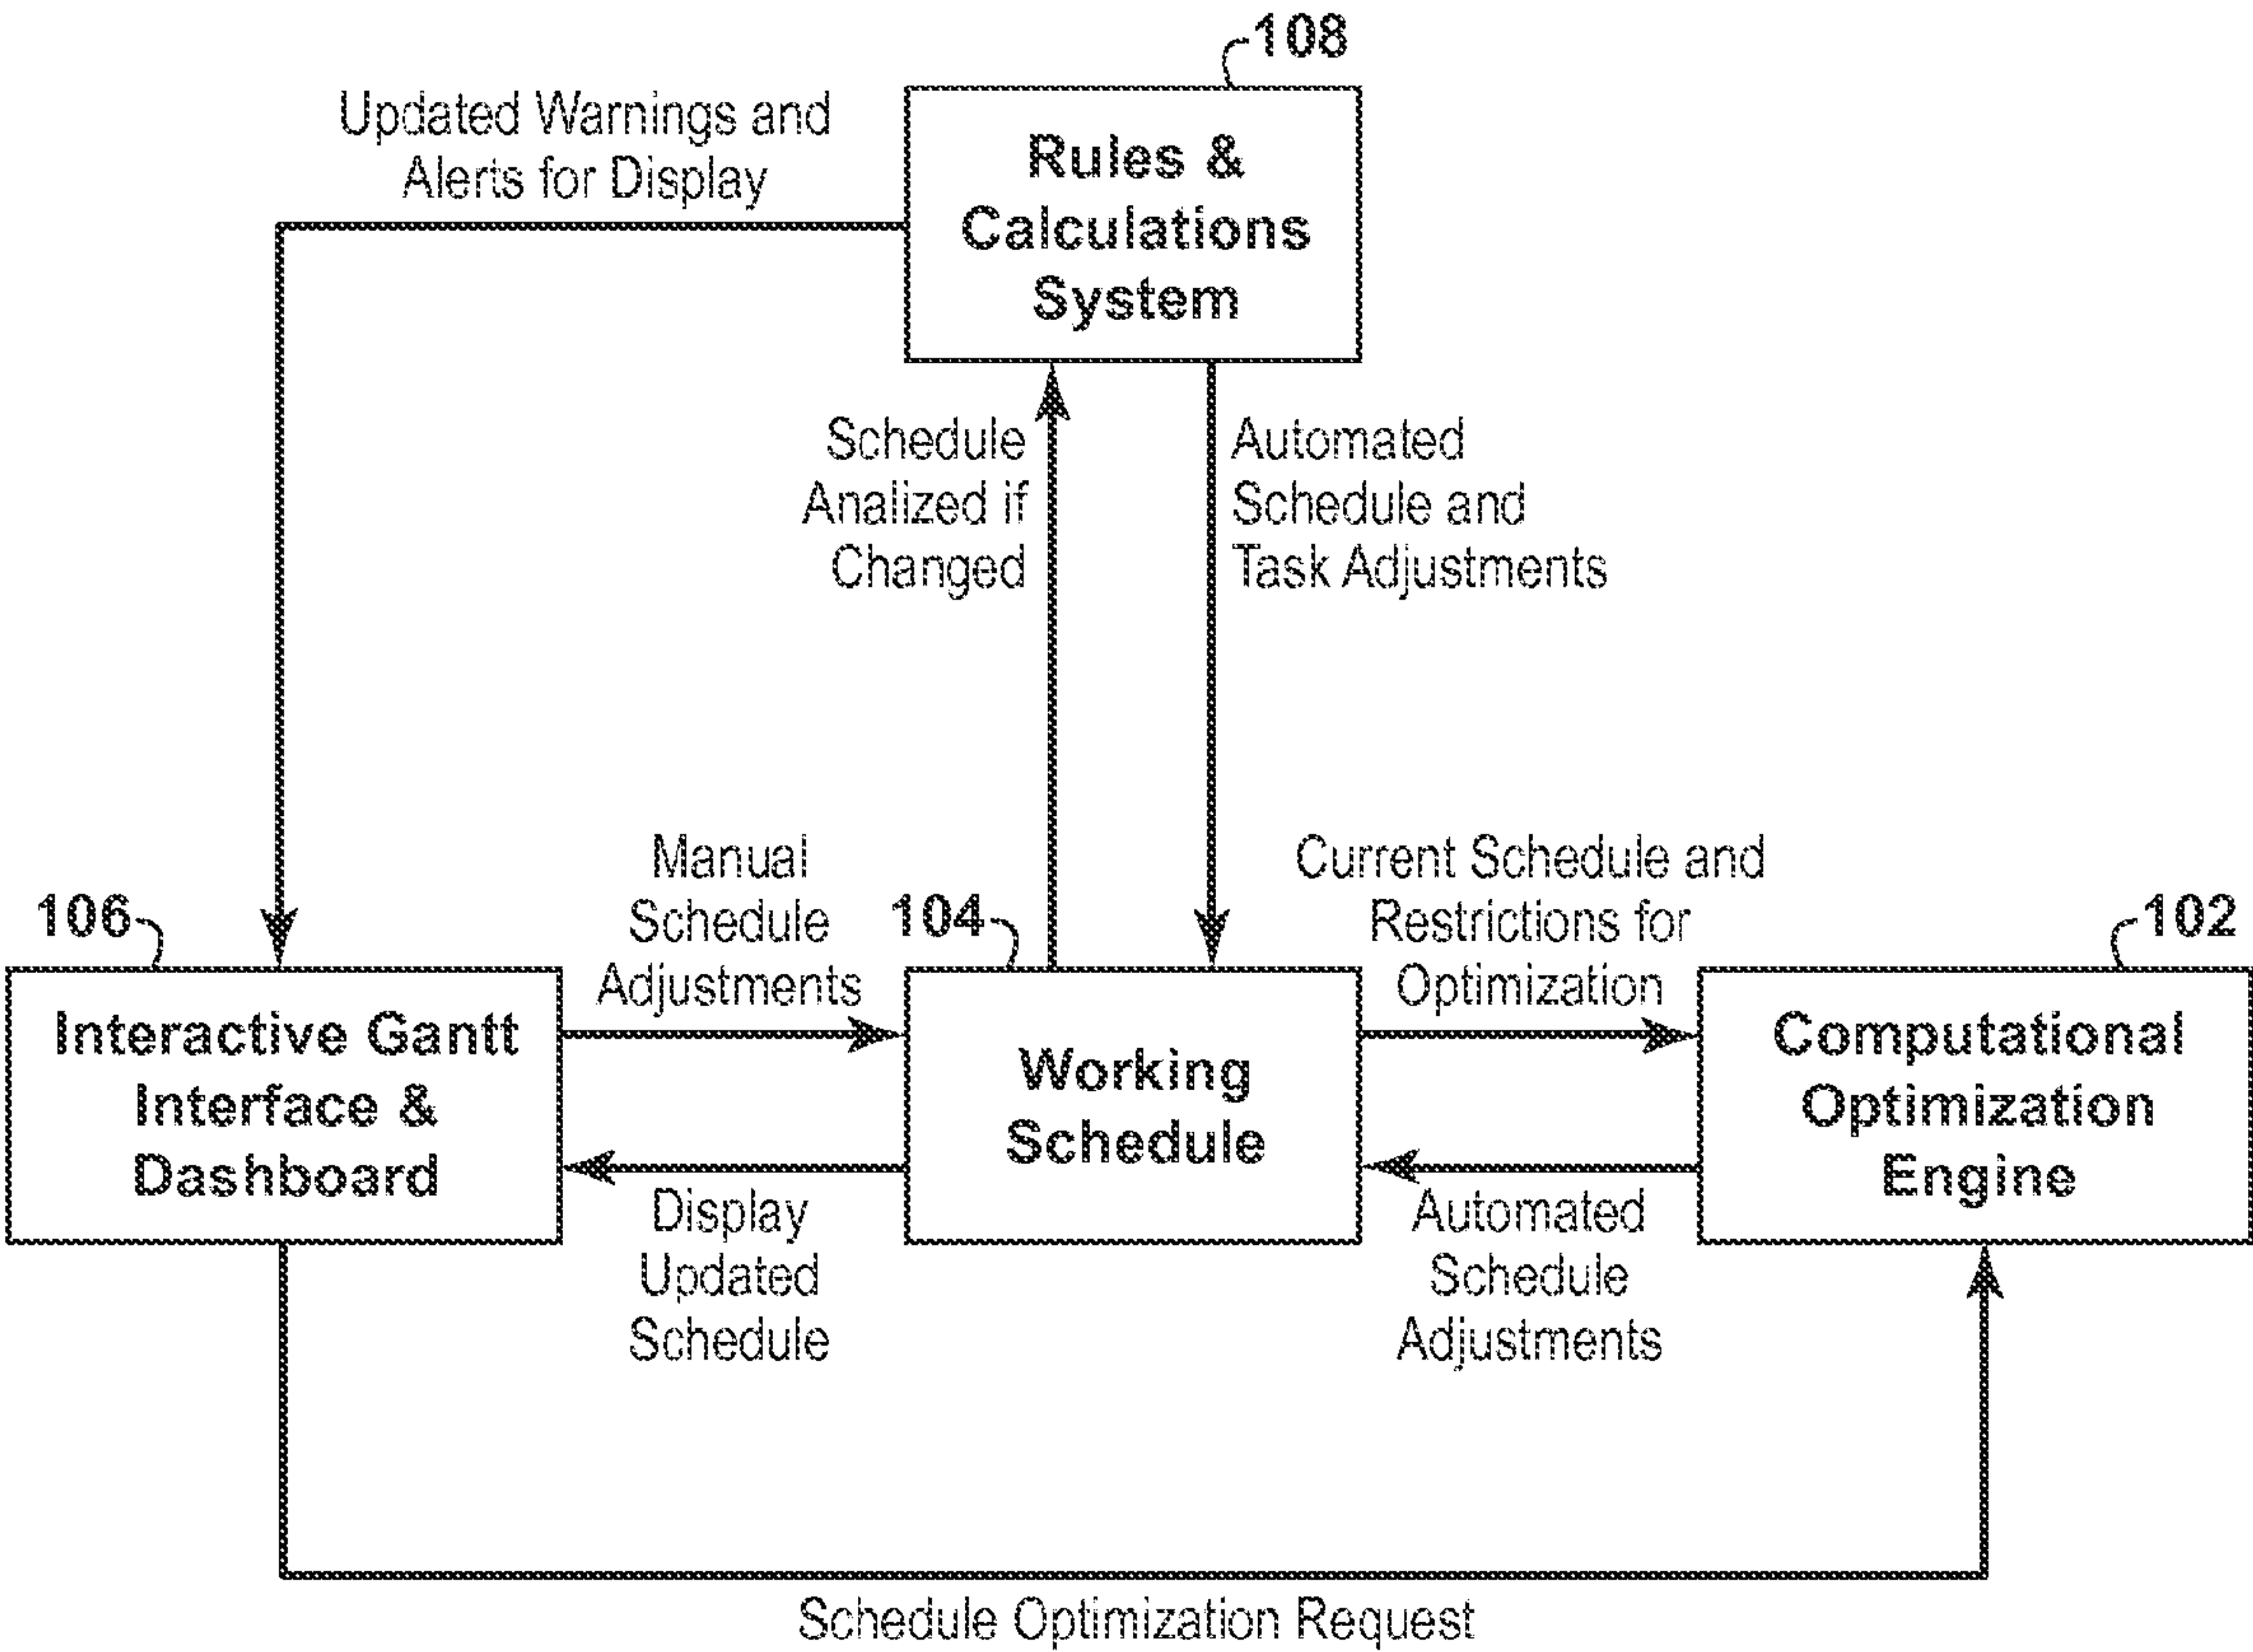 108
Updated Warnings and
Alerts for Display
Rules &
Calculations
System
Schedule
Analized if
Changed
Automated
Schedule and
Task Adjustments
106
Manual
Schedule
Adjustments
104
Current Schedule and
Restrictions for
Optimization
102
Interactive Gantt
Interface &
Dashboard
Working
Schedule
Computational
Optimization
Engine
Display
Updated
Schedule
Automated
Schedule
Adjustments
Schedule Optimization Request